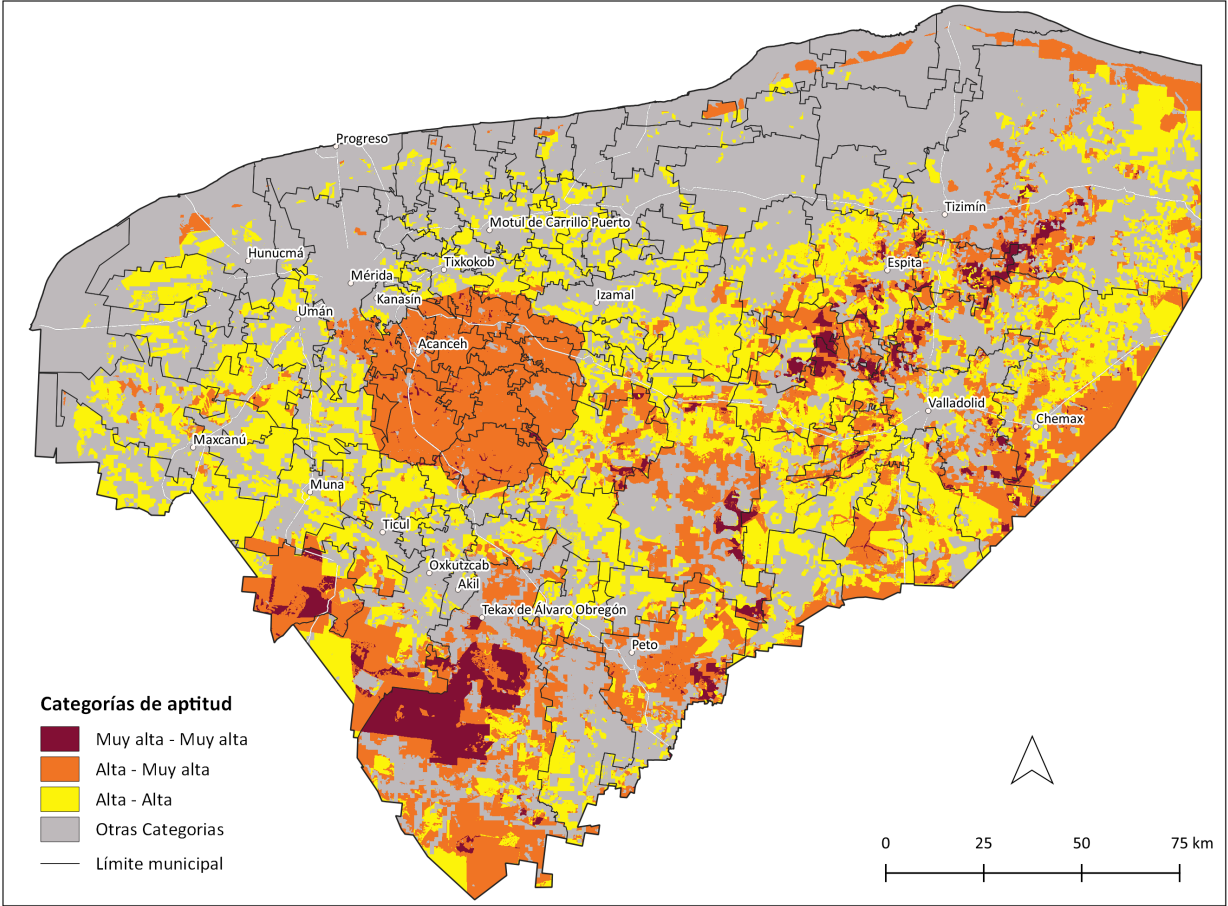 Progreso
Tizimín
Motul de Carrillo Puerto
Hunucmá
Tixkokob
Espita
Mérida
Kanasín
Izamal
Umán
Acanceh
Valladolid
Chemax
Maxcanú
Muna
Ticul
Oxkutzcab
Akil
Tekax de Álvaro Obregón
Peto
Categorías de aptitud
Muy alta - Muy alta
Alta - Muy alta
Alta - Alta
Otras Categorias
Límite municipal
0 25 50 75 km